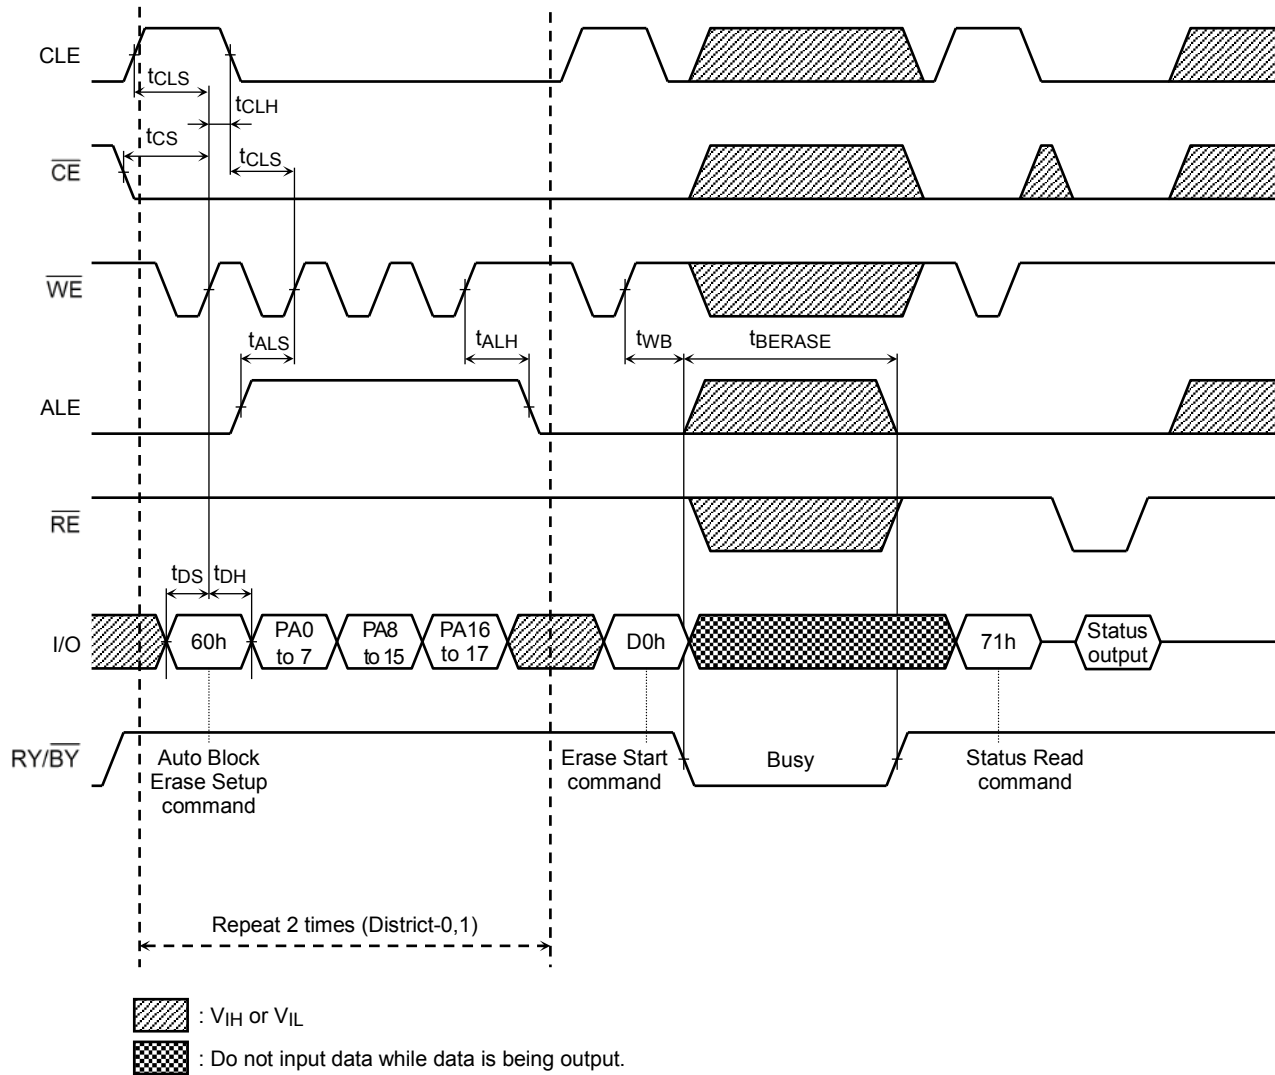 CLE
tCLS
tCLH
tCS
tCLS
CE
WE
tALS
tALH
tWB
tBERASE
ALE
RE
tDS
tDH
I/O
60h
PA0
to 7
PA8
to 15
PA16
to 17
D0h
71h
Status
output
RY/BY
Auto Block
Erase Setup
command
Erase Start
command
Busy
Status Read
command
Repeat 2 times (District-0,1)
: VIH or VIL
: Do not input data while data is being output.